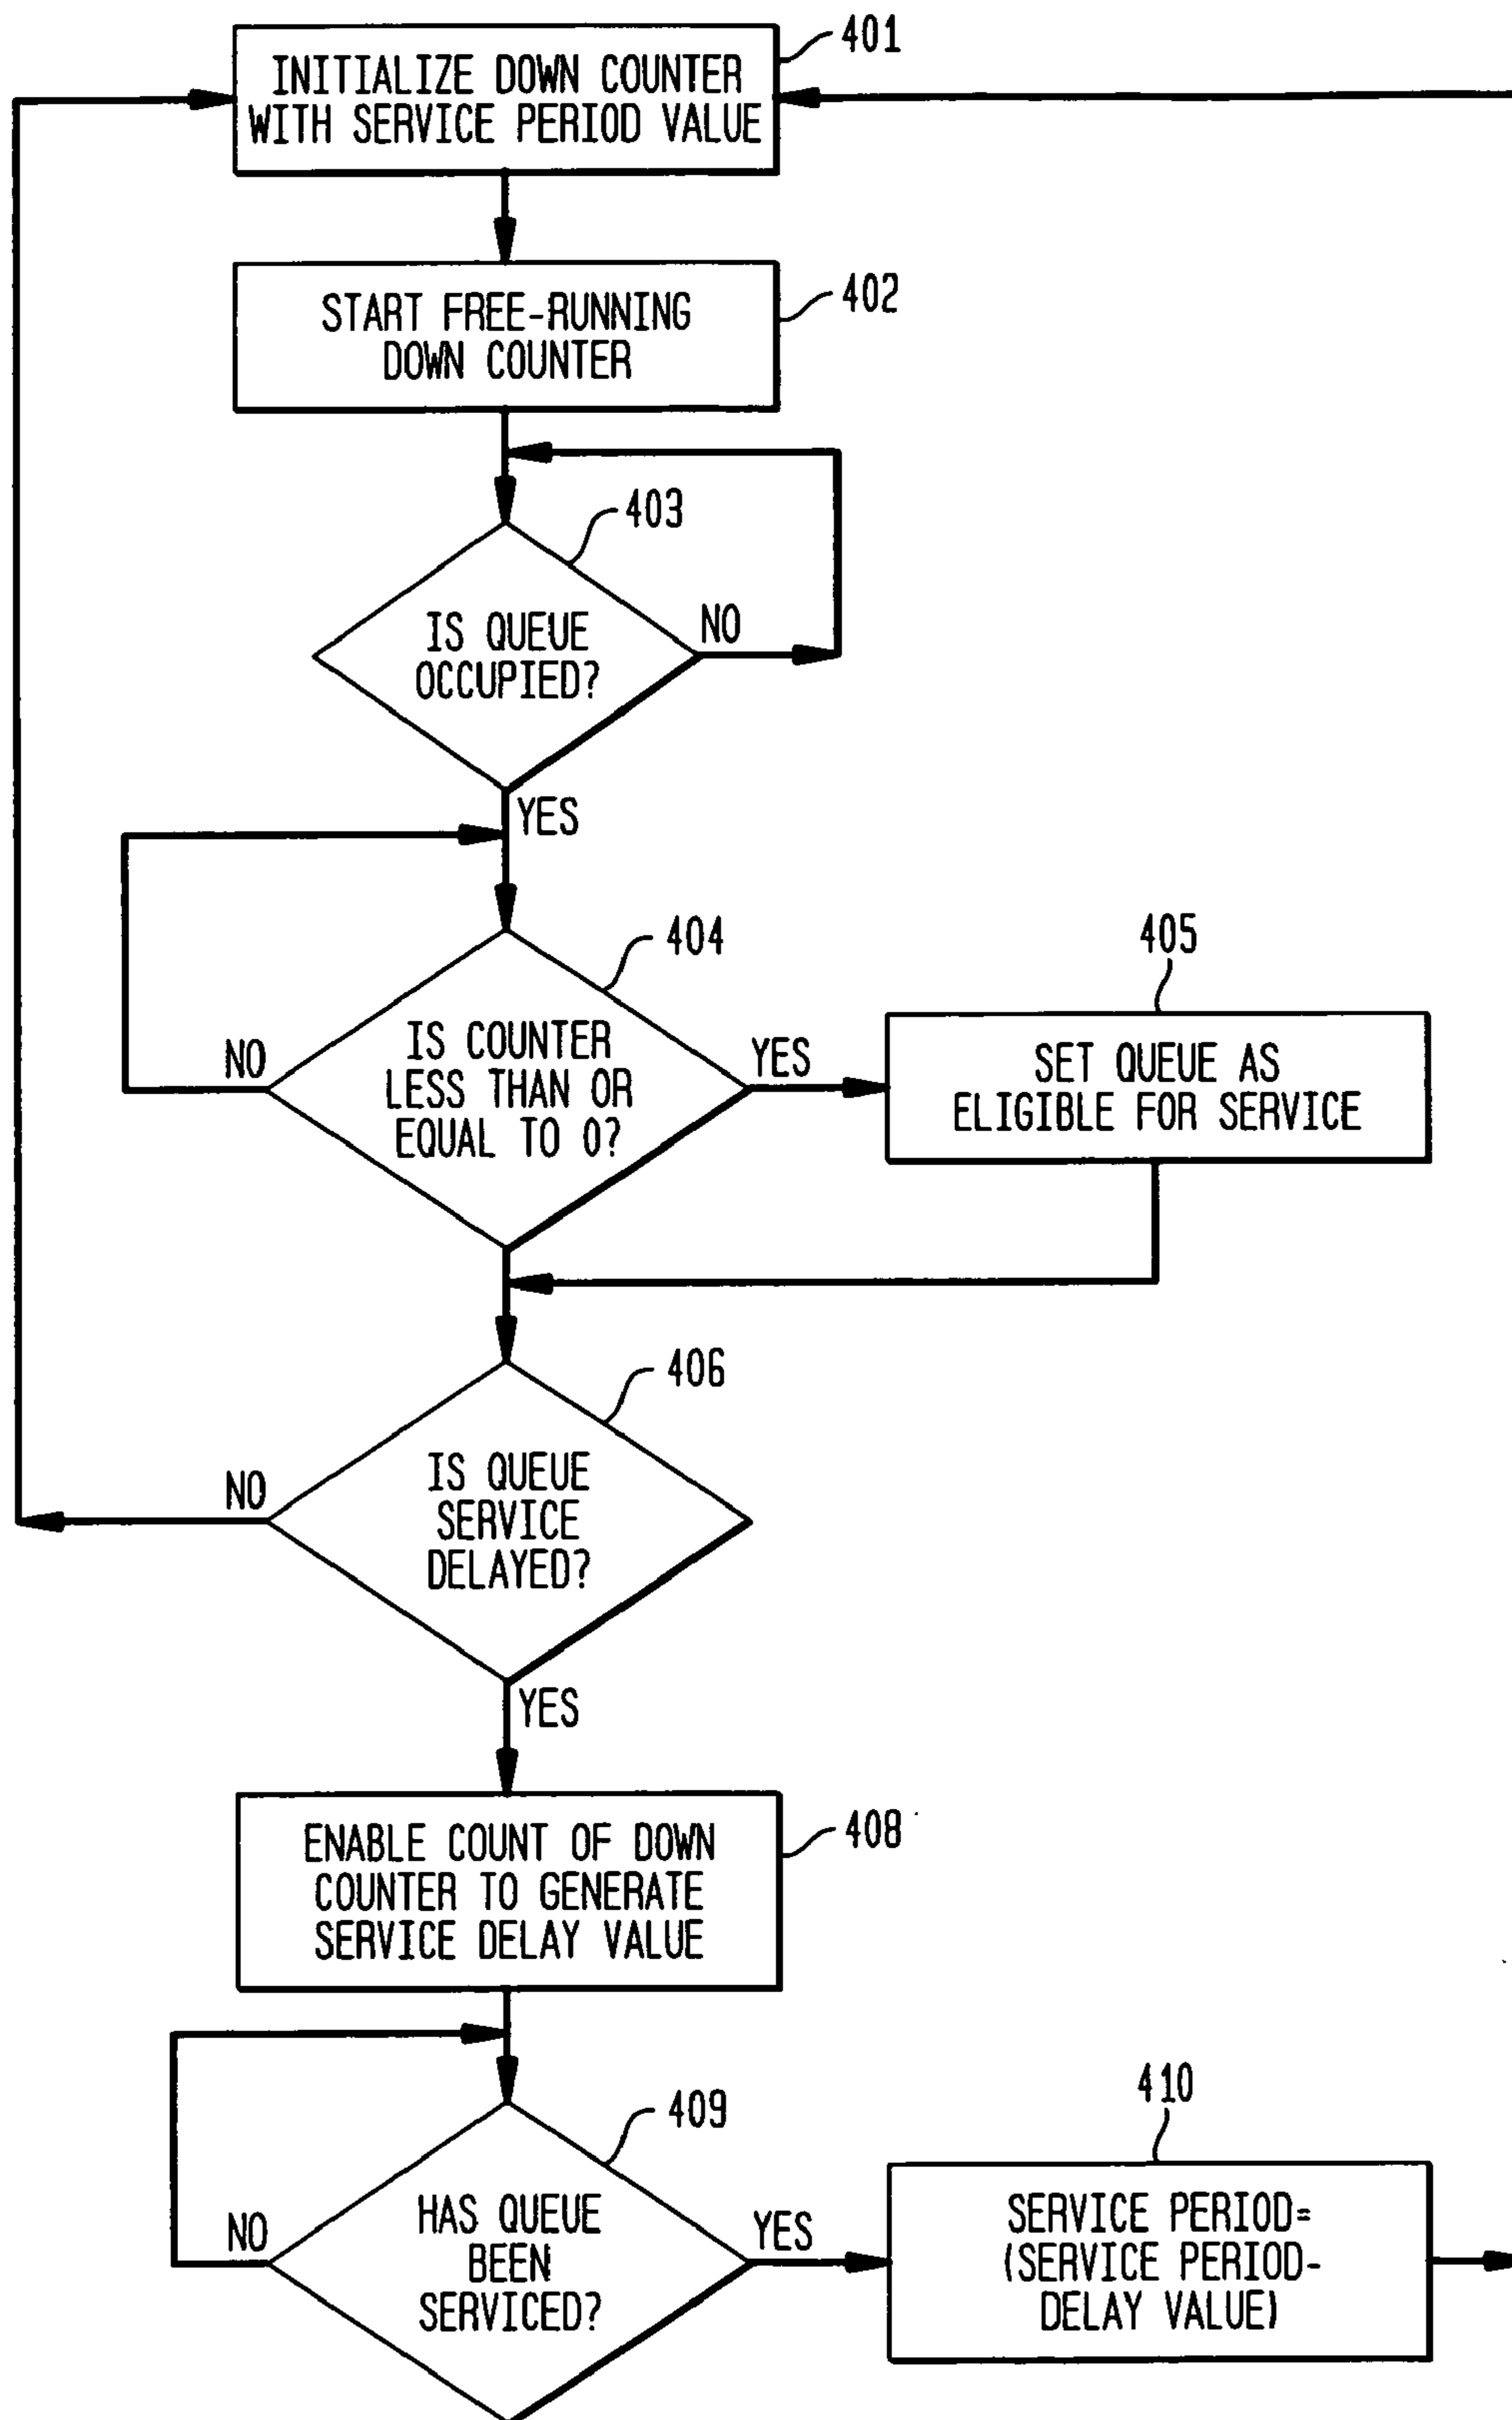 401
INITIALIZE DOWN COUNTER
WITH SERVICE PERIOD VALUE
402
START FREE-RUNNING
DOWN COUNTER
403
IS QUEUE
OCCUPIED?
NO
YES
404
IS COUNTER
LESS THAN OR
EQUAL TO 0?
NO
YES
405
SET QUEUE AS
ELIGIBLE FOR SERVICE
406
IS QUEUE
SERVICE
DELAYED?
NO
YES
408
ENABLE COUNT OF DOWN
COUNTER TO GENERATE
SERVICE DELAY VALUE
409
HAS QUEUE
BEEN
SERVICED?
NO
YES
410
SERVICE PERIOD=
(SERVICE PERIOD-
DELAY VALUE)